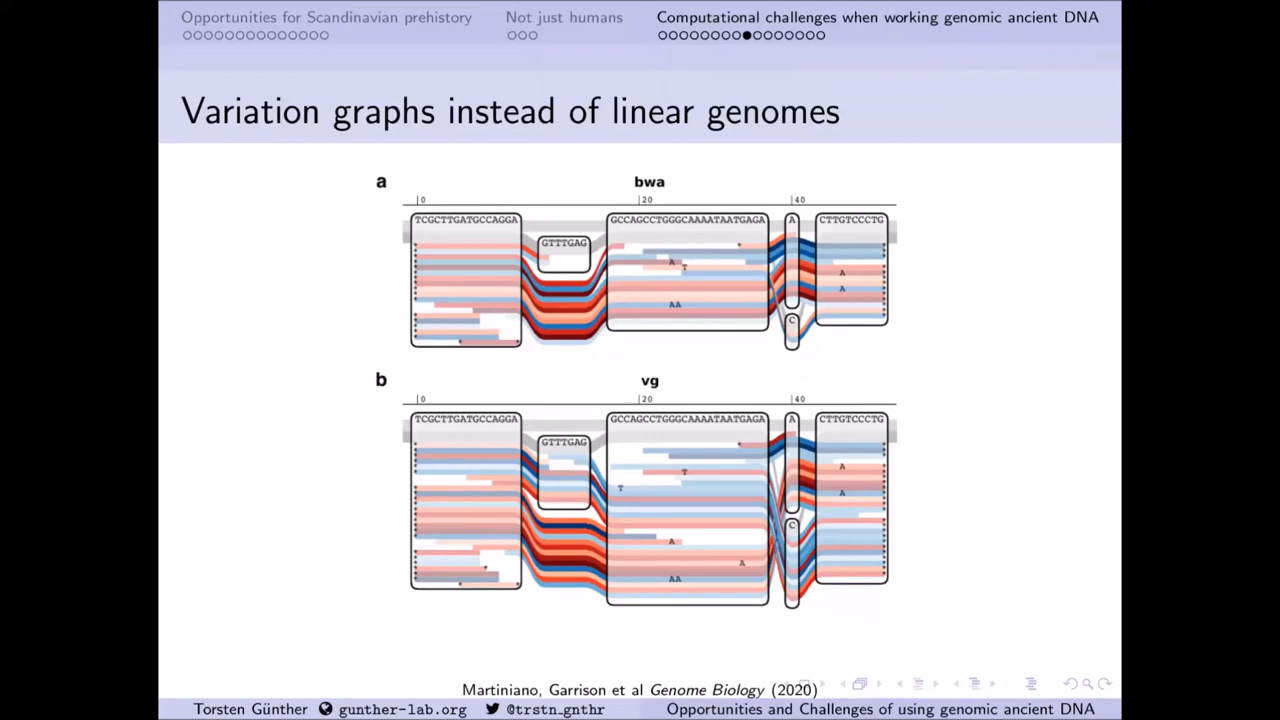 Opportunities for Scandinavian prehistory Not just humans Computational challenges when working genomic ancient DNA
Variation graphs instead of linear genomes
a bwa
0 20 40
TCGCTTGATGCCAGGA GCCAGCCTGGGCAAAATAATGAGA A CTTGTCCCTG
GTTTGAG
A
T
A
A
AA
C
b vg
0 20 40
TCGCTTGATGCCAGGA GCCAGCCTGGGCAAAATAATGAGA A CTTGTCCCTG
GTTTGAG
A
T
T
A
C
A
A
AA
Martiniano, Garrison et al Genome Biology (2020)
Torsten Günther gunther-lab.org @trstn_gnthr Opportunities and Challenges of using genomic ancient DNA